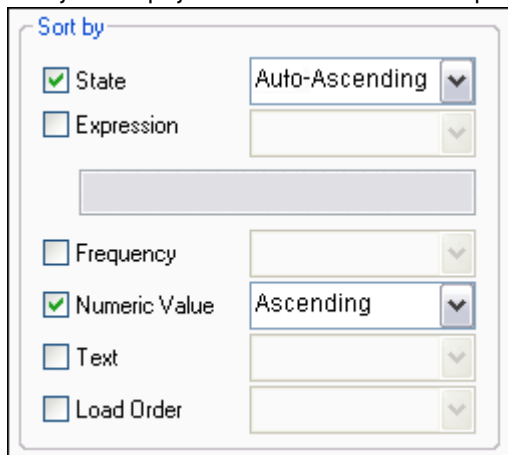 Sort by
State Auto-Ascending
Expression
Frequency
Numeric Value Ascending
Text
Load Order